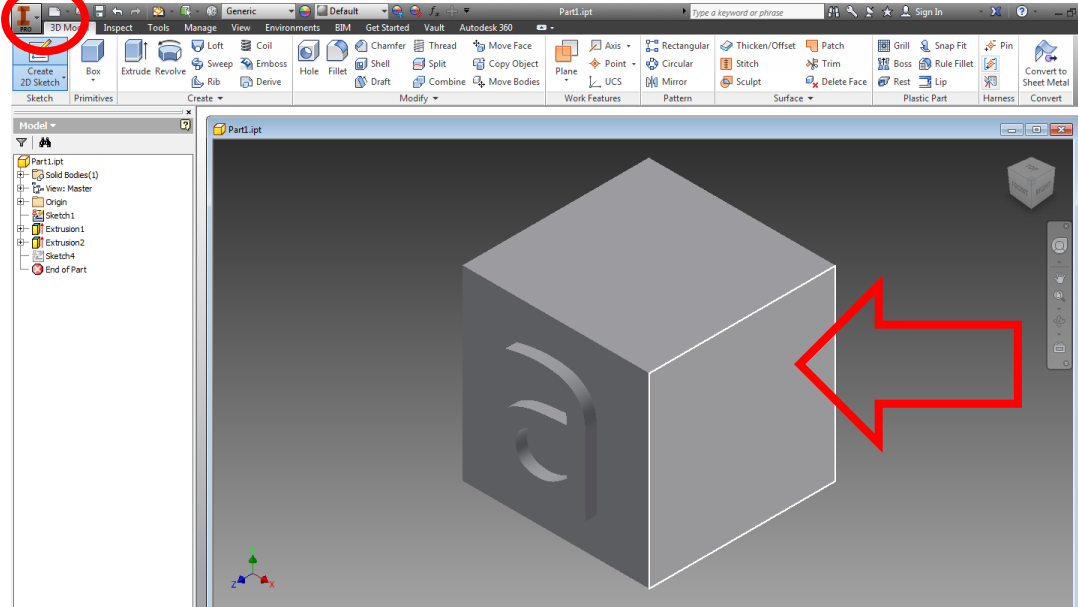 Generic Default Part1.ipt Type a keyword or phrase Sign In
PRO 3D Mo Inspect Tools Manage View Environments BIM Get Started Vault Autodesk 360
Loft Coil Chamfer Thread Move Face Axis Rectangular Thicken/Offset Patch Grill Snap Fit Pin
Create 2D Sketch Box Extrude Revolve Sweep Emboss Hole Fillet Shell Split Copy Object Plane Point Circular Stitch Trim Boss Rule Fillet Convert to Sheet Metal
Rib Derive Draft Combine Move Bodies UCS Mirror Sculpt Delete Face Rest Lip
Sketch Primitives Create Modify Work Features Pattern Surface Plastic Part Harness Convert
Model
Part1.ipt
Part1.ipt
Solid Bodies(1)
View: Master
Origin
Sketch1
Extrusion1
Extrusion2
Sketch4
End of Part
TOP
FRONT RIGHT
a
Z X